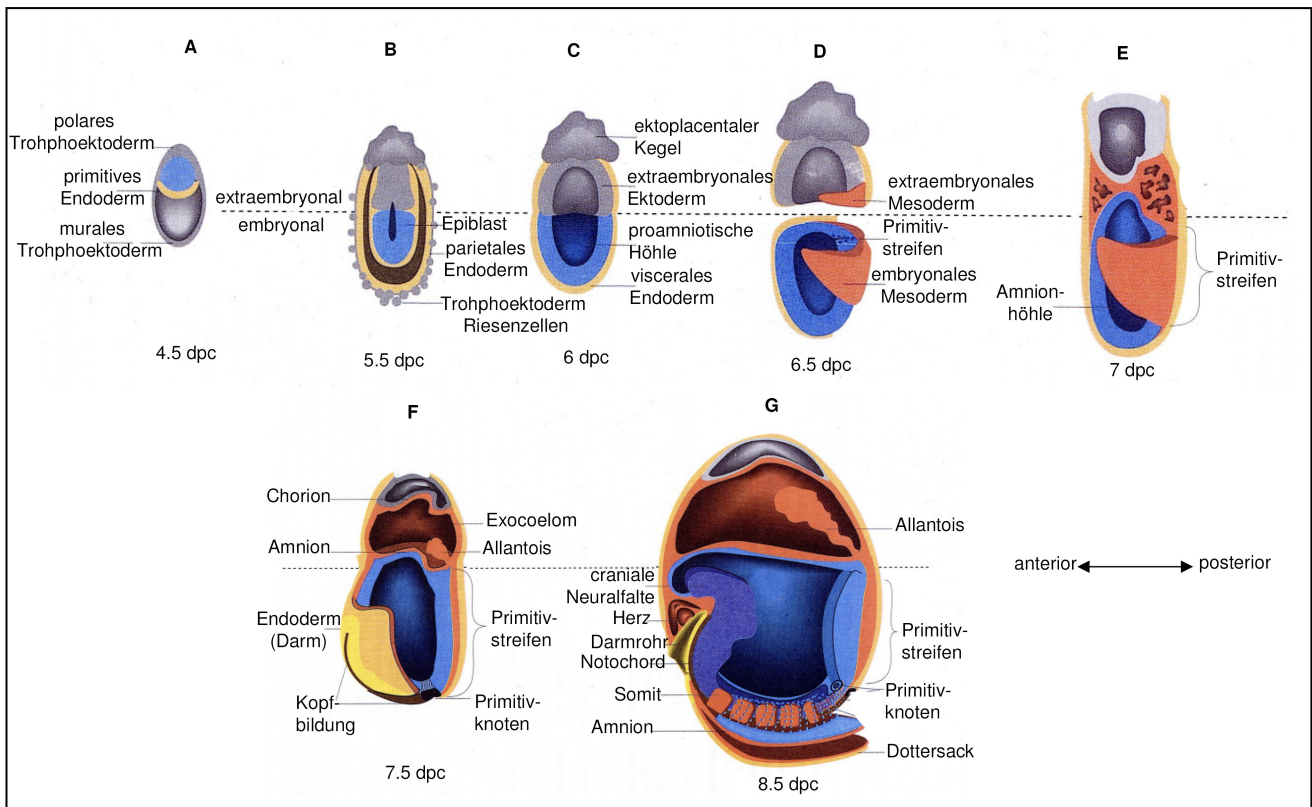 A
B
C
D
E
polares
Trohphoektoderm
primitives
Endoderm
murales
Trohphoektoderm
4.5 dpc
extraembryonal
embryonal
Epiblast
parietales
Endoderm
Trohphoektoderm
Riesenzellen
5.5 dpc
ektoplacentaler
Kegel
extraembryonales
Ektoderm
proamniotische
Höhle
viscerales
Endoderm
6 dpc
extraembryonales
Mesoderm
Primitiv-
streifen
embryonales
Mesoderm
6.5 dpc
Amnion-
höhle
Primitiv-
streifen
7 dpc
F
G
Chorion
Exocoelom
Amnion
Allantois
Endoderm
(Darm)
Primitiv-
streifen
Kopf-
bildung
Primitiv-
knoten
7.5 dpc
Allantois
craniale
Neuralfalte
Herz
Darmrohr
Notochord
Somit
Amnion
Primitiv-
streifen
Primitiv-
knoten
Dottersack
8.5 dpc
anterior
posterior